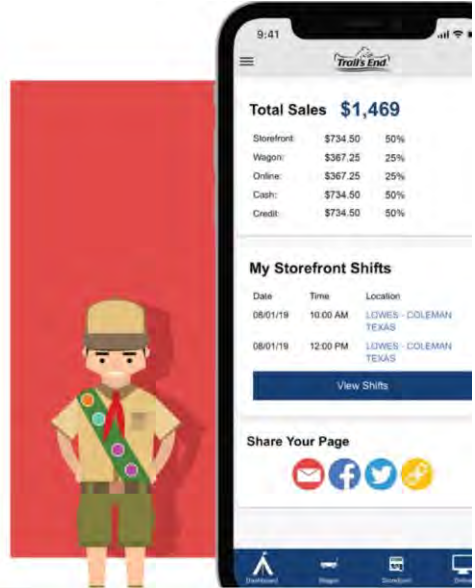 9:41
Trail's End
Total Sales $1,469
Storefront: $734.50 50%
Wagon: $367.25 25%
Online: $367.25 25%
Cash: $734.50 50%
Credit: $734.50 50%
My Storefront Shifts
Date Time Location
08/01/19 10:00 AM LOWES - COLEMAN
TEXAS
08/01/19 12:00 PM LOWES - COLEMAN
TEXAS
View Shifts
Share Your Page
Dashboard Wagon Storefront Online